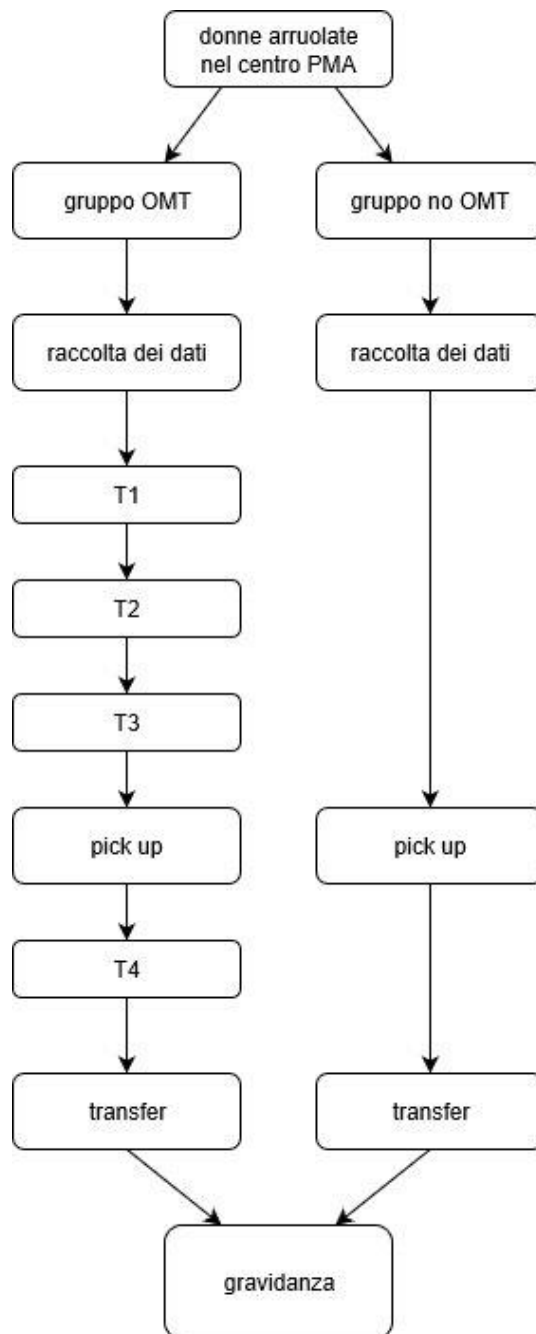 donne arruolate
nel centro PMA
gruppo OMT
gruppo no OMT
raccolta dei dati
raccolta dei dati
T1
T2
T3
pick up
pick up
T4
transfer
transfer
gravidanza